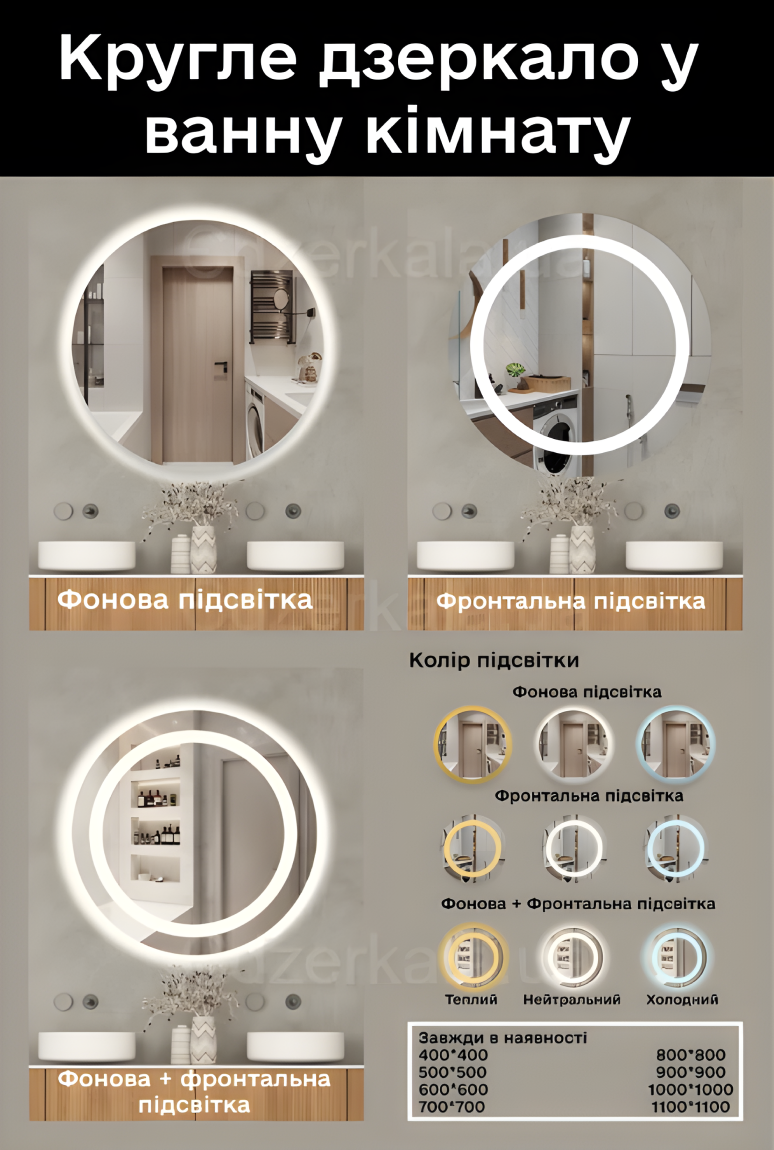 Кругле дзеркало у
ванну кімнату
©dzerkala.ua
Фонова підсвітка
Фронтальна підсвітка
Колір підсвітки
Фонова підсвітка
Фронтальна підсвітка
Фонова + Фронтальна підсвітка
Теплий Нейтральний Холодний
Завжди в наявності
400*400 800*800
500*500 900*900
600*600 1000*1000
700*700 1100*1100
Фонова + фронтальна
підсвітка